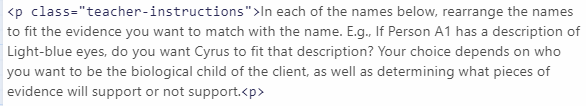 <p class="teacher-instructions">In each of the names below, rearrange the names
to fit the evidence you want to match with the name. E.g., If Person A1 has a description of
Light-blue eyes, do you want Cyrus to fit that description? Your choice depends on who
you want to be the biological child of the client, as well as determining what pieces of
evidence will support or not support.<p>